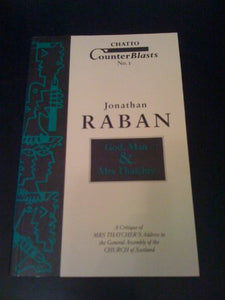 CHATTO
CounterBlasts
No. 1
Jonathan
RABAN
God, Man
&
Mrs Thatcher
A Critique of
MRS THATCHER'S Address to
the General Assembly of the
CHURCH of Scotland